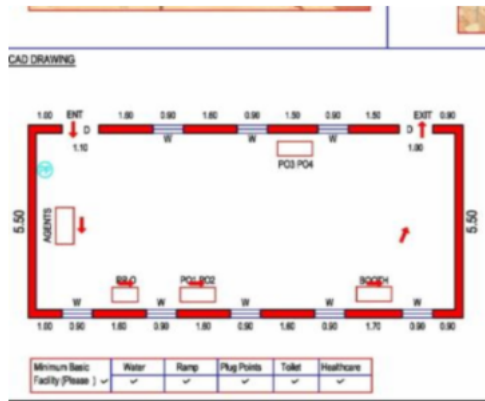 CAD DRAWING
1.00 ENT 1.60 0.90 1.60 0.90 1.50 0.90 1.50 EXIT 0.90
D W W W D
1.10 1.00
PO3 PO4
5.50 5.50
AGENTS
PO1 PO2 BOOTH
W W W W W
1.00 0.90 1.60 0.90 1.60 0.90 1.60 0.90 1.70 0.90 0.90
Minimum Basic Water Ramp Plug Points Toilet Healthcare
Facility (Please ) ✓ ✓ ✓ ✓ ✓ ✓